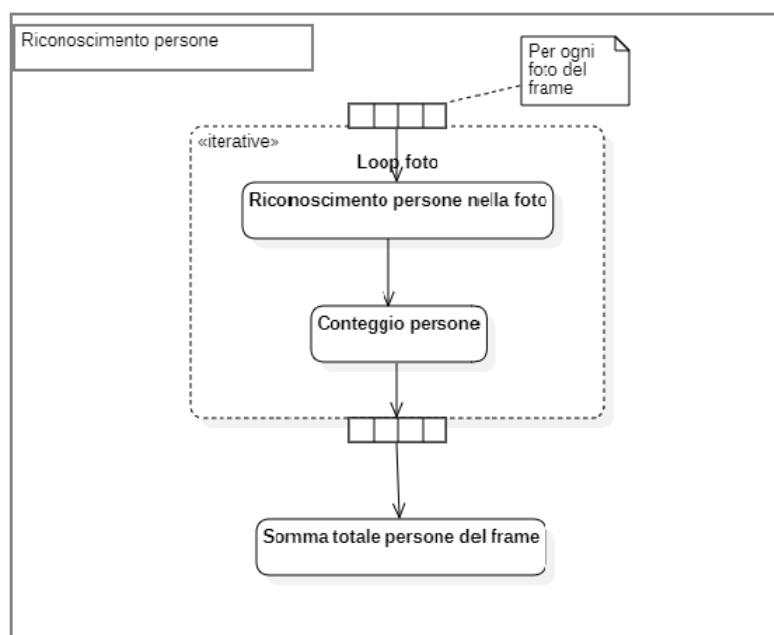 Riconoscimento persone
Per ogni
foto del
frame
«iterative»
Loop foto
Riconoscimento persone nella foto
Conteggio persone
Somma totale persone del frame